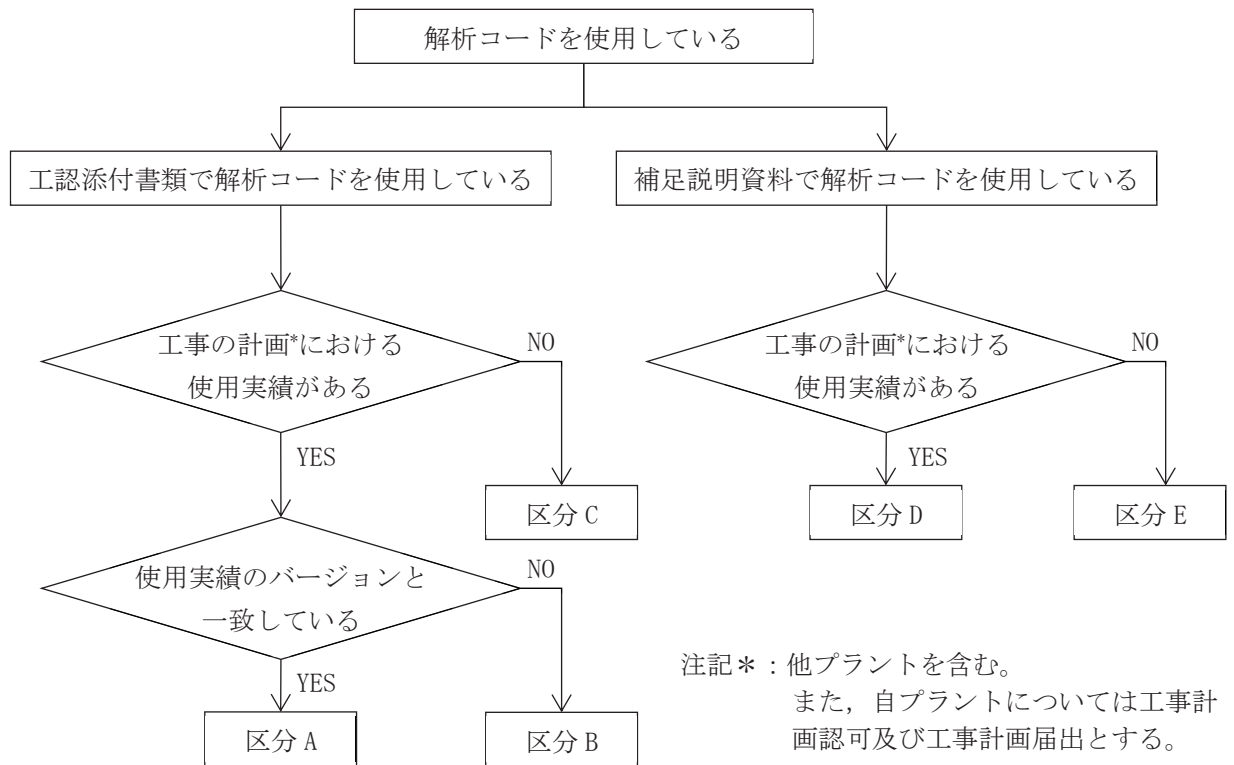 解析コードを使用している
工認添付書類で解析コードを使用している
補足説明資料で解析コードを使用している
工事の計画*における
使用実績がある
NO
YES
区分 C
使用実績のバージョンと
一致している
NO
YES
区分 A
区分 B
工事の計画*における
使用実績がある
NO
YES
区分 D
区分 E
注記＊：他プラントを含む。
また，自プラントについては工事計
画認可及び工事計画届出とする。